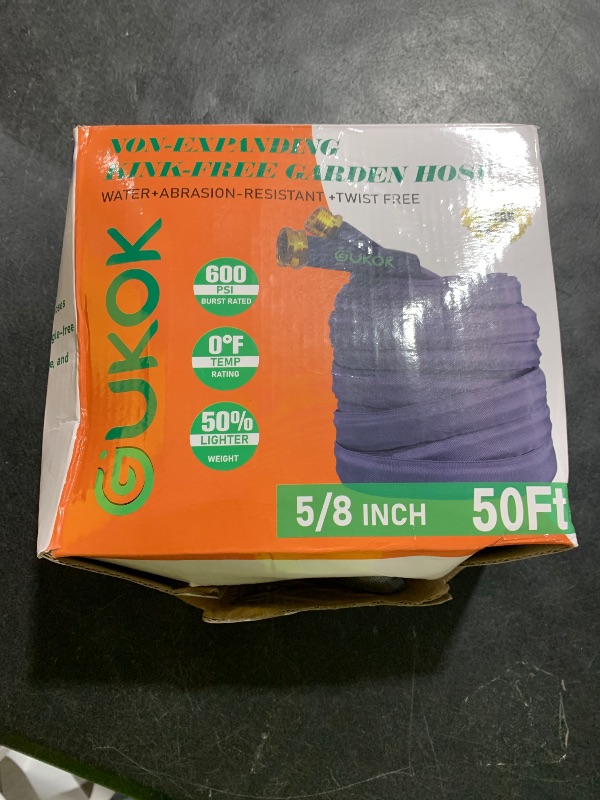 NON-EXPANDING
KINK-FREE GARDEN HOSE
WATER+ABRASION-RESISTANT +TWIST FREE
GUKOK
GUKOK
600
PSI
BURST RATED
0°F
TEMP
RATING
50%
LIGHTER
WEIGHT
5/8 INCH 50Ft
e, and